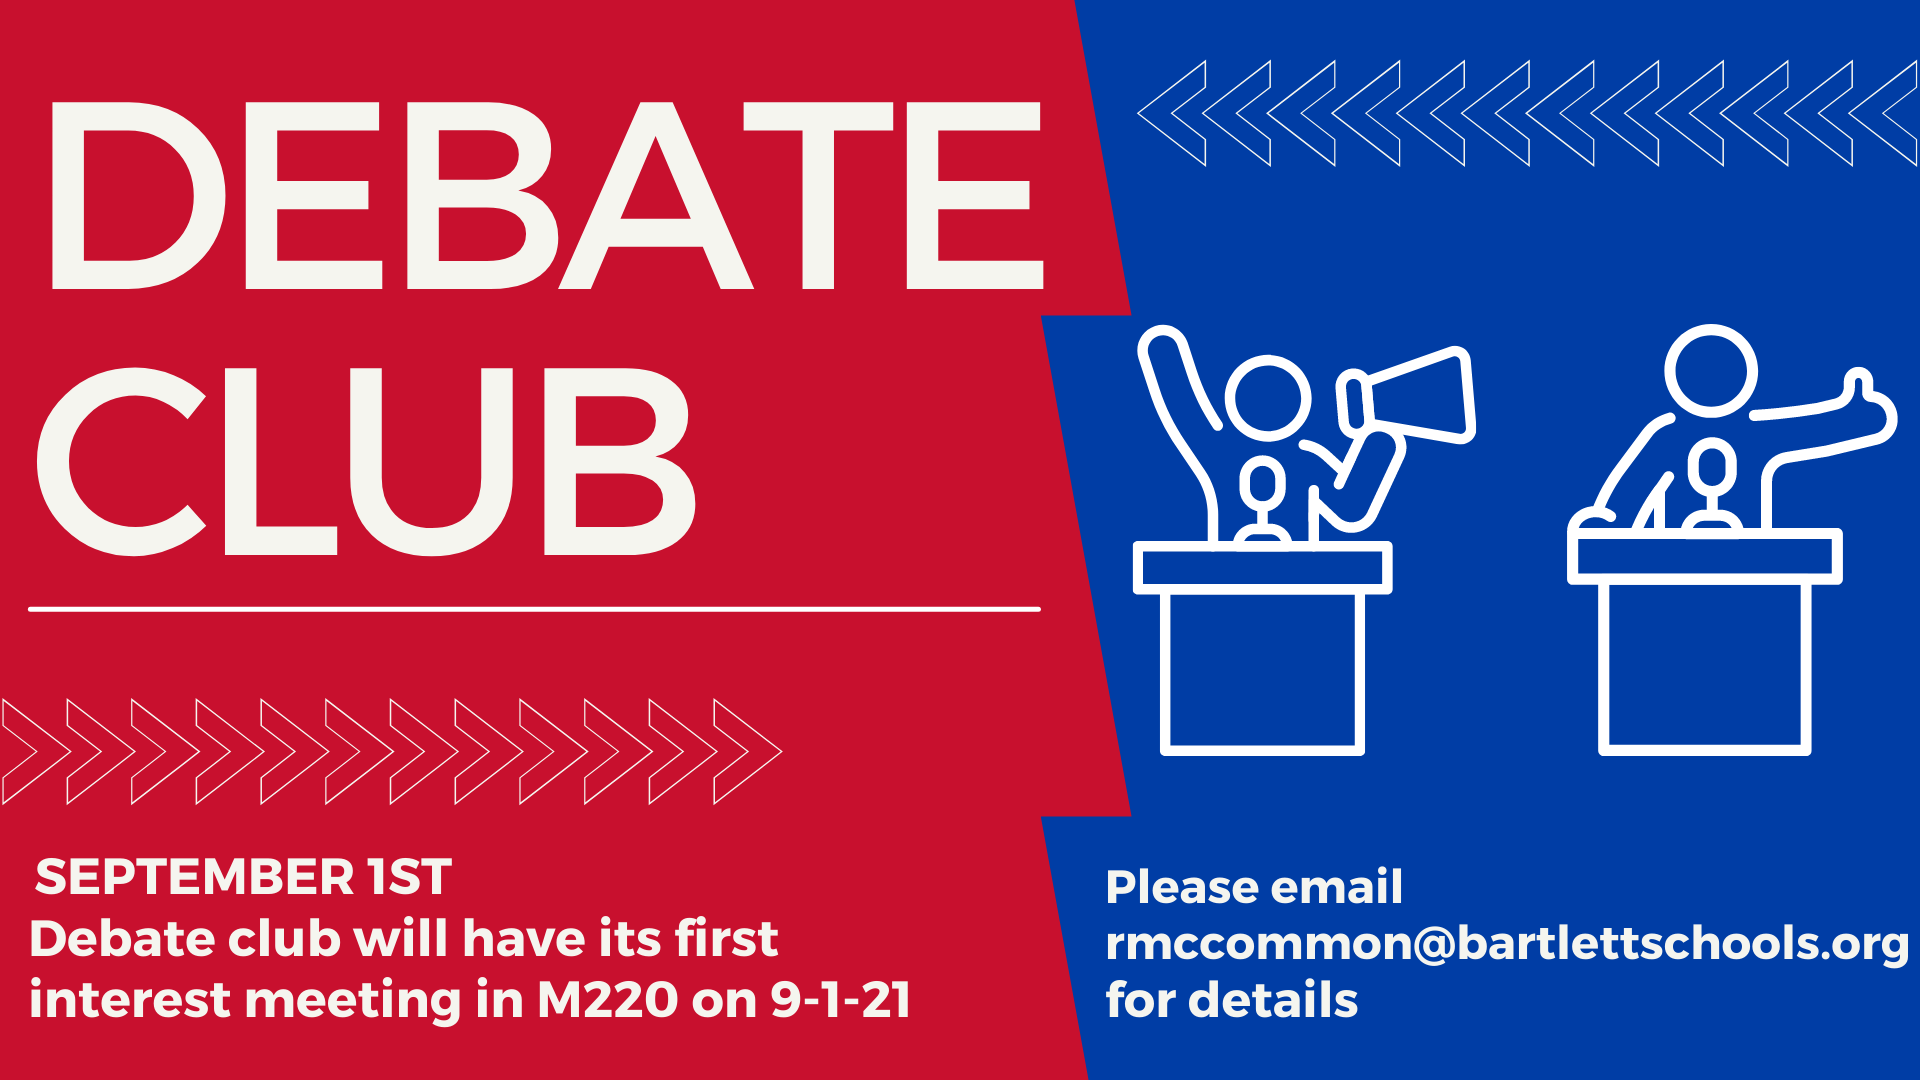 DEBATE
CLUB
SEPTEMBER 1ST
Debate club will have its first
interest meeting in M220 on 9-1-21
Please email
rmccommon@bartlettschools.org
for details